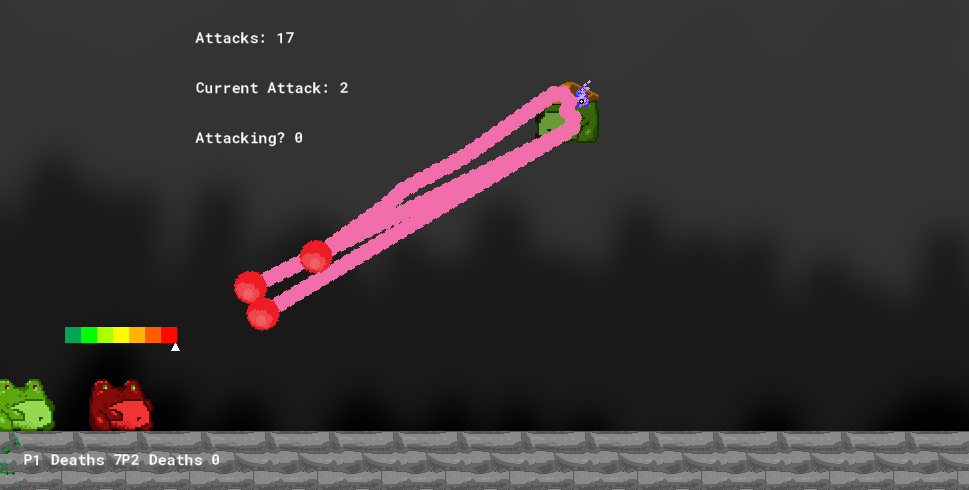 Attacks: 17
Current Attack: 2
Attacking? 0
P1 Deaths 7P2 Deaths 0